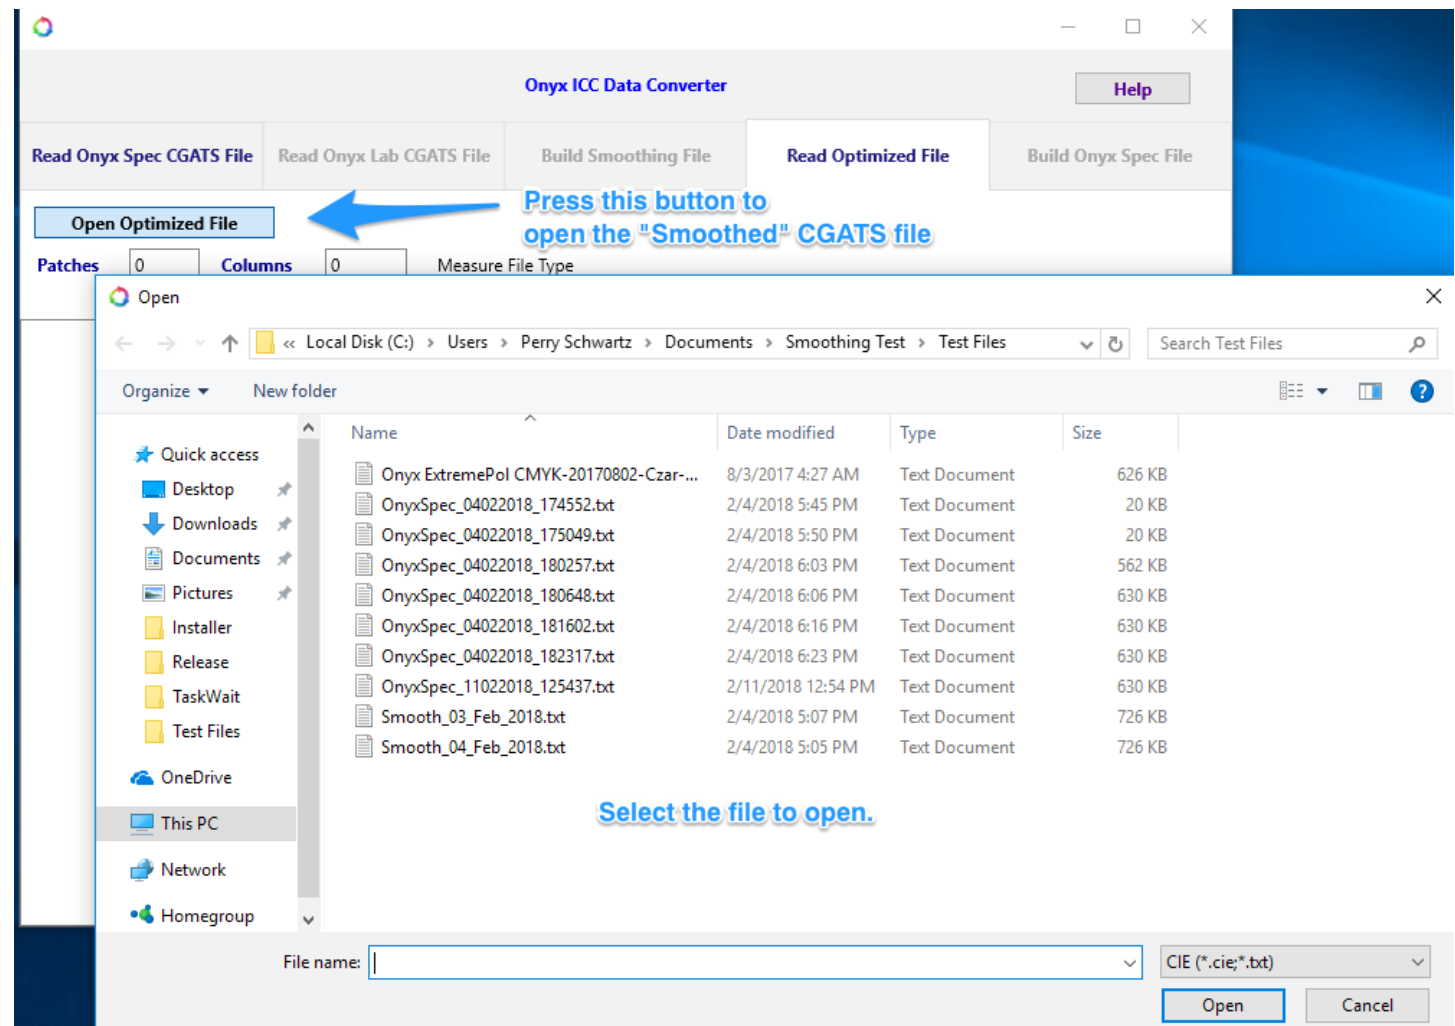 Onyx ICC Data Converter
Help
Read Onyx Spec CGATS File Read Onyx Lab CGATS File Build Smoothing File Read Optimized File Build Onyx Spec File
Open Optimized File
Press this button to
open the "Smoothed" CGATS file
Patches 0 Columns 0 Measure File Type
Open
« Local Disk (C:) › Users › Perry Schwartz › Documents › Smoothing Test › Test Files
Search Test Files
Organize New folder
Name Date modified Type Size
Quick access
Desktop
Downloads
Documents
Pictures
Installer
Release
TaskWait
Test Files
OneDrive
This PC
Network
Homegroup
Onyx ExtremePol CMYK-20170802-Czar-... 8/3/2017 4:27 AM Text Document 626 KB
OnyxSpec_04022018_174552.txt 2/4/2018 5:45 PM Text Document 20 KB
OnyxSpec_04022018_175049.txt 2/4/2018 5:50 PM Text Document 20 KB
OnyxSpec_04022018_180257.txt 2/4/2018 6:03 PM Text Document 562 KB
OnyxSpec_04022018_180648.txt 2/4/2018 6:06 PM Text Document 630 KB
OnyxSpec_04022018_181602.txt 2/4/2018 6:16 PM Text Document 630 KB
OnyxSpec_04022018_182317.txt 2/4/2018 6:23 PM Text Document 630 KB
OnyxSpec_11022018_125437.txt 2/11/2018 12:54 PM Text Document 630 KB
Smooth_03_Feb_2018.txt 2/4/2018 5:07 PM Text Document 726 KB
Smooth_04_Feb_2018.txt 2/4/2018 5:05 PM Text Document 726 KB
Select the file to open.
File name:
CIE (*.cie;*.txt)
Open Cancel